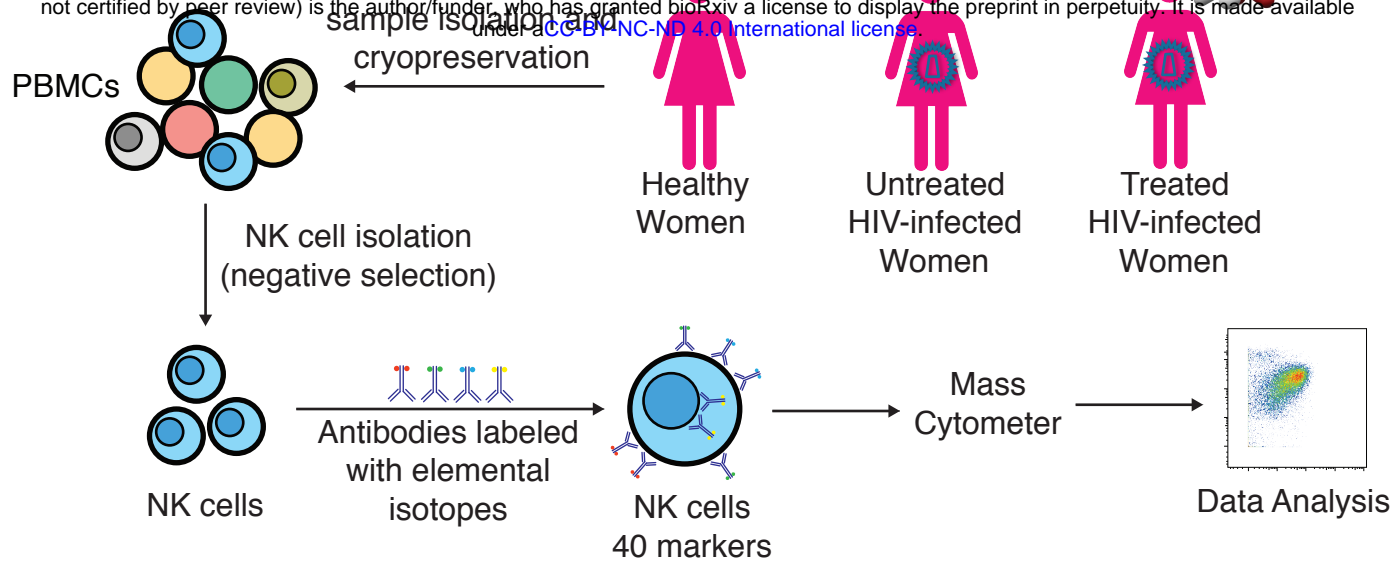 not certified by peer review) is the author/funder, who has granted bioRxiv a license to display the preprint in perpetuity. It is made available
under aCC-BY-NC-ND 4.0 International license.
sample isolation and
cryopreservation
PBMCs
Healthy
Women
Untreated
HIV-infected
Women
Treated
HIV-infected
Women
NK cell isolation
(negative selection)
NK cells
Antibodies labeled
with elemental
isotopes
NK cells
40 markers
Mass
Cytometer
Data Analysis